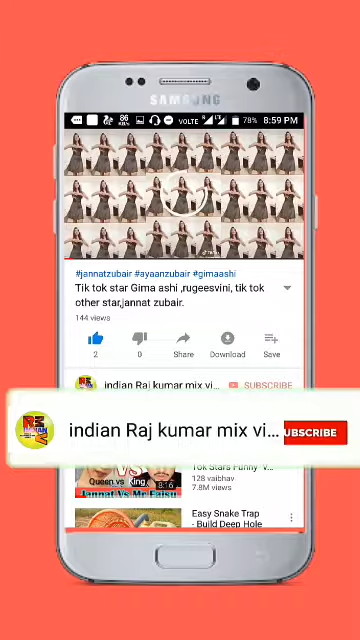 SAMSUNG
86 KB/s VOLTE 78% 8:59 PM
#jannatzubair #ayaanzubair #gimaashi
Tik tok star Gima ashi ,rugeesvini, tik tok
other star,jannat zubair.
144 views
2 0 Share Download Save
indian Raj kumar mix vi... SUBSCRIBE
indian Raj kumar mix vi... UBSCRIBE
Tok Stars Funny V...
128 vaibhav
7.8M views
VS
Queen vs King
8:16
Jannat Vs Mr Faisu
Easy Snake Trap
- Build Deep Hole